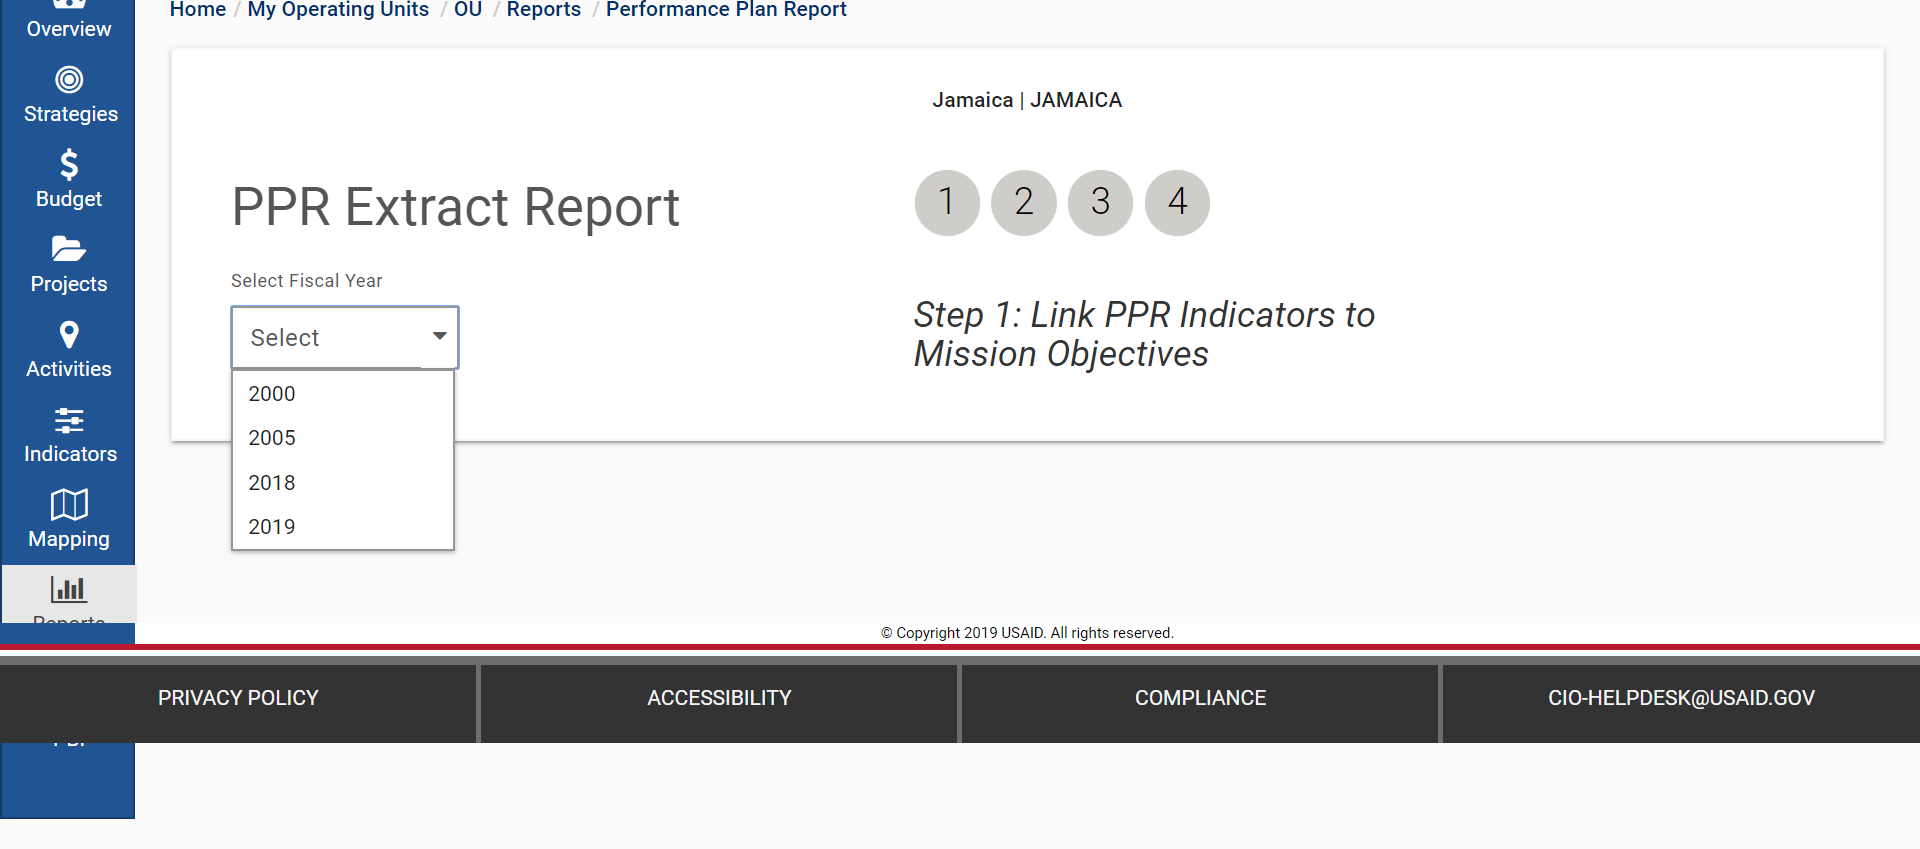 Home / My Operating Units / OU / Reports / Performance Plan Report
Overview
Strategies
Budget
Projects
Activities
Indicators
Mapping
Reports
Jamaica | JAMAICA
PPR Extract Report
1 2 3 4
Select Fiscal Year
Select
2000
2005
2018
2019
Step 1: Link PPR Indicators to
Mission Objectives
© Copyright 2019 USAID. All rights reserved.
PRIVACY POLICY
ACCESSIBILITY
COMPLIANCE
CIO-HELPDESK@USAID.GOV